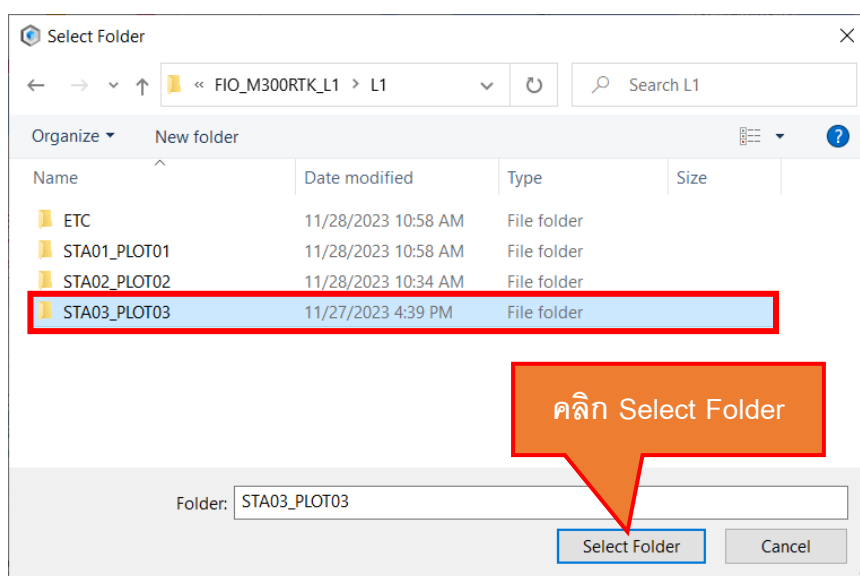 Select Folder
« FIO_M300RTK_L1 > L1
Search L1
Organize
New folder
Name Date modified Type Size
ETC 11/28/2023 10:58 AM File folder
STA01_PLOT01 11/28/2023 10:58 AM File folder
STA02_PLOT02 11/28/2023 10:34 AM File folder
STA03_PLOT03 11/27/2023 4:39 PM File folder
คลิก Select Folder
Folder: STA03_PLOT03
Select Folder
Cancel